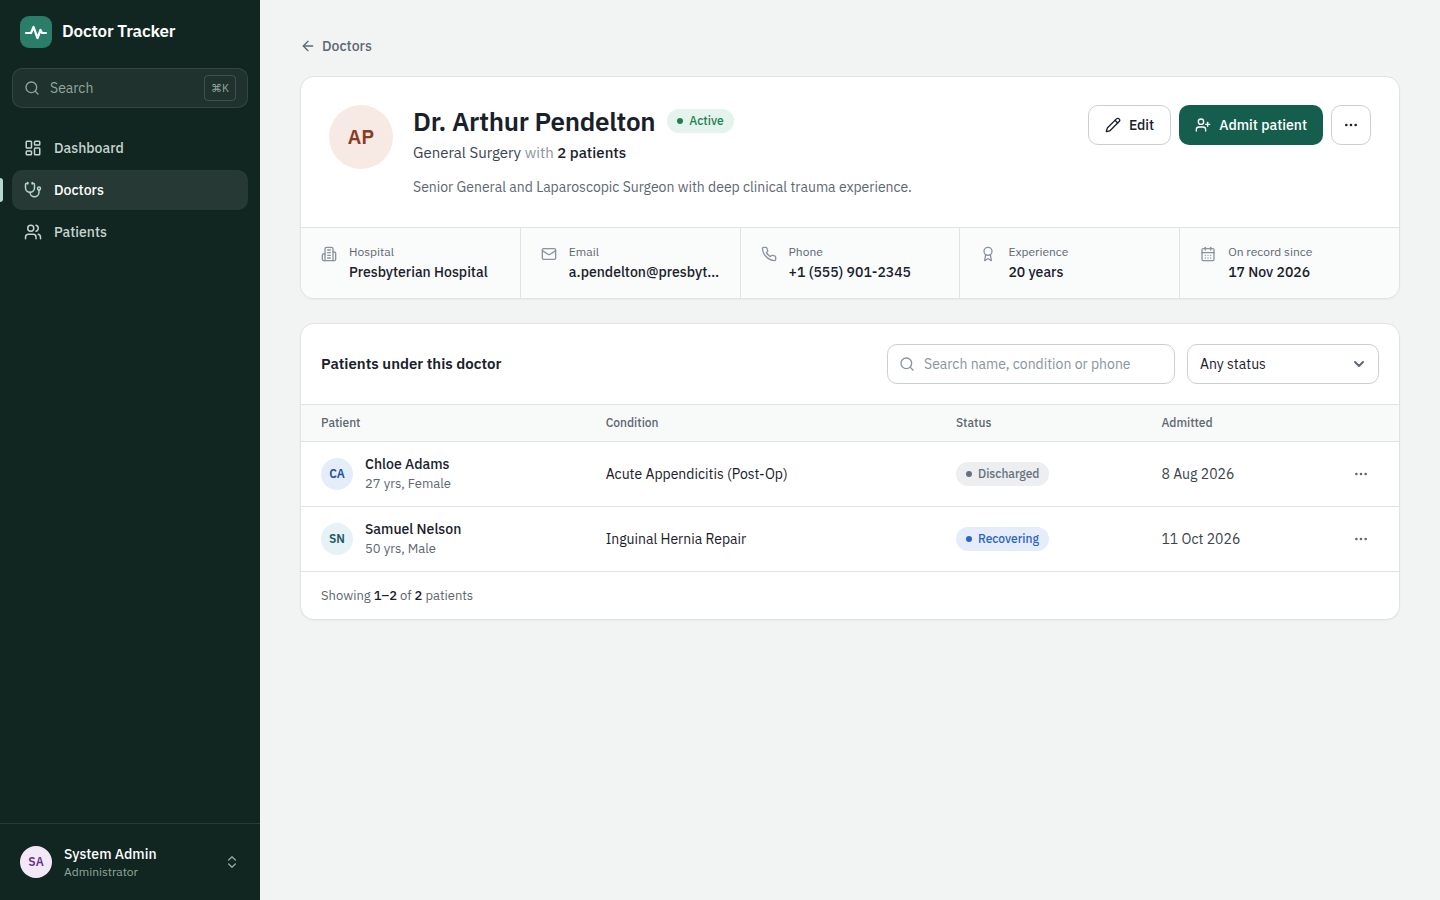 Doctor Tracker
Search ⌘K
Dashboard
Doctors
Patients
SA System Admin
Administrator
Doctors
AP
Dr. Arthur Pendelton Active
General Surgery with 2 patients
Senior General and Laparoscopic Surgeon with deep clinical trauma experience.
Edit Admit patient
Hospital
Presbyterian Hospital
Email
a.pendelton@presbyt...
Phone
+1 (555) 901-2345
Experience
20 years
On record since
17 Nov 2026
Patients under this doctor
Search name, condition or phone
Any status
Patient Condition Status Admitted
CA Chloe Adams
27 yrs, Female
Acute Appendicitis (Post-Op) Discharged 8 Aug 2026
SN Samuel Nelson
50 yrs, Male
Inguinal Hernia Repair Recovering 11 Oct 2026
Showing 1–2 of 2 patients